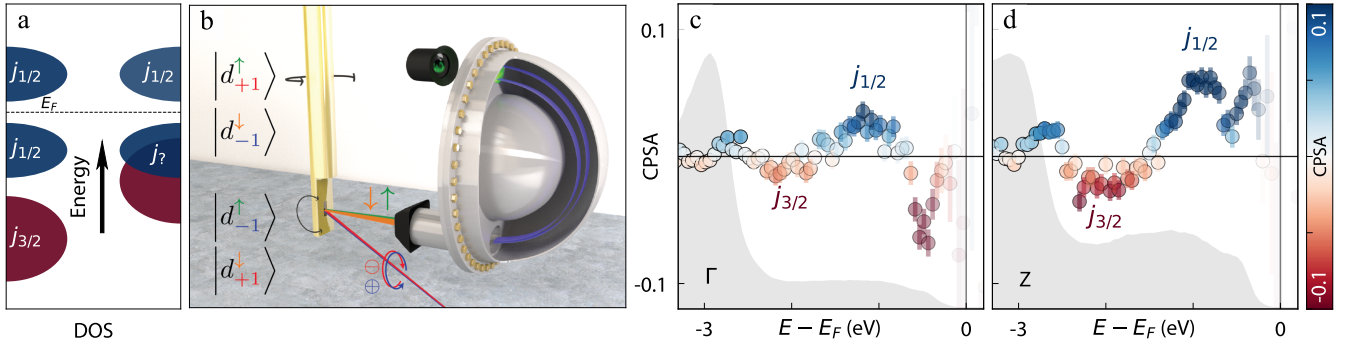 a
j1/2
j1/2
EF
j1/2
j?
Energy
j3/2
DOS
b
|d↑+1⟩
|d↓-1⟩
|d↑-1⟩
|d↓+1⟩
↓ ↑
⊖
⊕
c
CPSA
0.1
-0.1
j1/2
j3/2
Γ
-3
0
E − EF (eV)
d
j1/2
j3/2
Z
-3
0
E − EF (eV)
0.1
-0.1
CPSA